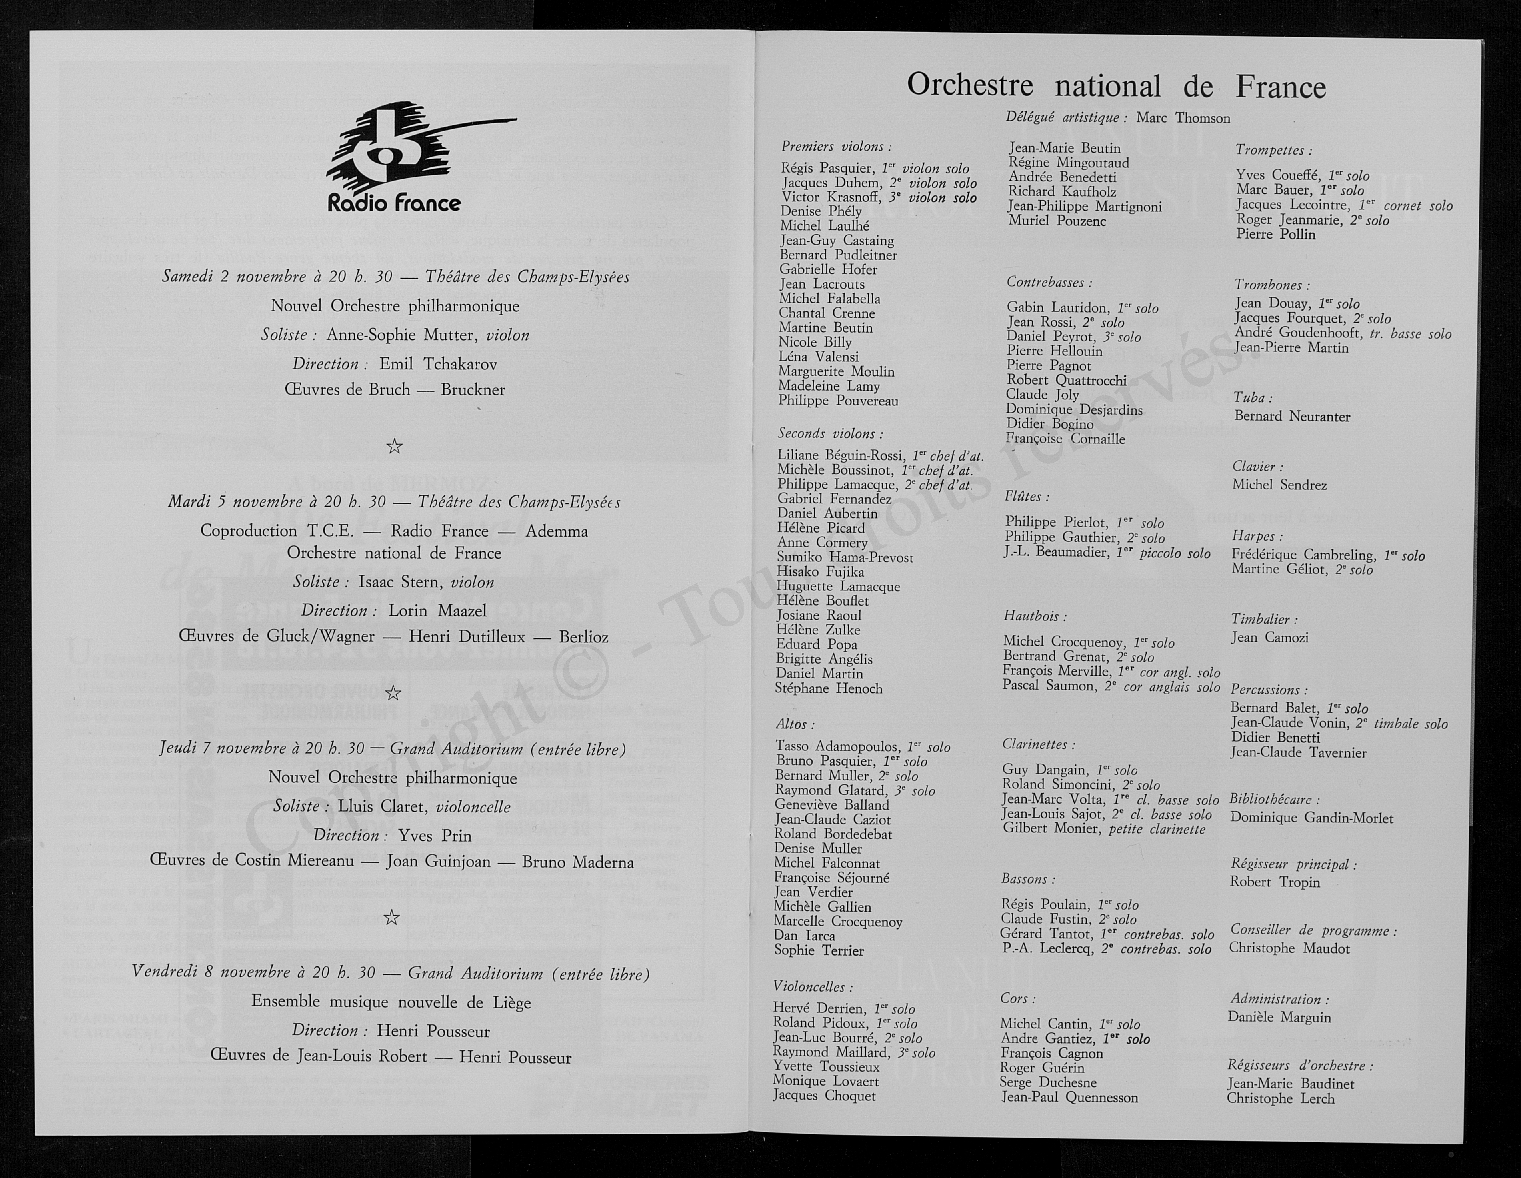 Radio france
Samedi 2 novembre à 20 h. 30 — Théâtre des Champs-Elysées
Nouvel Orchestre philharmonique
Soliste : Anne-Sophie Mutter, violon
Direction : Emil Tchakarov
Œuvres de Bruch — Bruckner
Mardi 5 novembre à 20 h. 30 — Théâtre des Champs-Elysées
Coproduction T.C.E. — Radio France — Ademma
Orchestre national de France
Soliste : Isaac Stern, violon
Direction : Lorin Maazel
Œuvres de Gluck/Wagner — Henri Dutilleux — Berlioz
Jeudi 7 novembre à 20 h. 30 — Grand Auditorium (entrée libre)
Nouvel Orchestre philharmonique
Soliste : Lluis Claret, violoncelle
Direction : Yves Prin
Œuvres de Costin Miereanu — Joan Guinjoan — Bruno Maderna
Vendredi 8 novembre à 20 h. 30 — Grand Auditorium (entrée libre)
Ensemble musique nouvelle de Liège
Direction : Henri Pousseur
Œuvres de Jean-Louis Robert — Henri Pousseur
Orchestre national de France
Délégué artistique : Marc Thomson
Premiers violons :
Régis Pasquier, 1er violon solo
Jacques Duhem, 2e violon solo
Victor Krasnoff, 3e violon solo
Denise Phély
Michel Laulhé
Jean-Guy Castaing
Bernard Pudleitner
Gabrielle Hofer
Jean Lacrouts
Michel Falabella
Chantal Crenne
Martine Beutin
Nicole Billy
Léna Valensi
Marguerite Moulin
Madeleine Lamy
Philippe Pouvereau
Seconds violons :
Liliane Béguin-Rossi, 1er chef d'at.
Michèle Boussinot, 1er chef d'at.
Philippe Lamacque, 2e chef d'at.
Gabriel Fernandez
Daniel Aubertin
Hélène Picard
Anne Cormery
Sumiko Hama-Prevost
Hisako Fujika
Huguette Lamacque
Hélène Bouflet
Josiane Raoul
Hélène Zulke
Eduard Popa
Brigitte Angélis
Daniel Martin
Stéphane Henoch
Altos :
Tasso Adamopoulos, 1er solo
Bruno Pasquier, 1er solo
Bernard Muller, 2e solo
Raymond Glatard, 3e solo
Geneviève Balland
Jean-Claude Caziot
Roland Bordedebat
Denise Muller
Michel Falconnat
Françoise Séjourné
Jean Verdier
Michèle Gallien
Marcelle Crocquenoy
Dan Iarca
Sophie Terrier
Violoncelles :
Hervé Derrien, 1er solo
Roland Pidoux, 1er solo
Jean-Luc Bourré, 2e solo
Raymond Maillard, 3e solo
Yvette Toussieux
Monique Lovaert
Jacques Choquet
Jean-Marie Beutin
Régine Mingoutaud
Andrée Benedetti
Richard Kaufholz
Jean-Philippe Martignoni
Muriel Pouzenc
Contrebasses :
Gabin Lauridon, 1er solo
Jean Rossi, 2e solo
Daniel Peyrot, 3e solo
Pierre Hellouin
Pierre Pagnot
Robert Quattrocchi
Claude Joly
Dominique Desjardins
Didier Bogino
Françoise Cornaille
Flûtes :
Philippe Pierlot, 1er solo
Philippe Gauthier, 2e solo
J.-L. Beaumadier, 1er piccolo solo
Hautbois :
Michel Crocquenoy, 1er solo
Bertrand Grenat, 2e solo
François Merville, 1er cor angl. solo
Pascal Saumon, 2e cor anglais solo
Clarinettes :
Guy Dangain, 1er solo
Roland Simoncini, 2e solo
Jean-Marc Volta, 1re cl. basse solo
Jean-Louis Sajot, 2e cl. basse solo
Gilbert Monier, petite clarinette
Bassons :
Régis Poulain, 1er solo
Claude Fustin, 2e solo
Gérard Tantot, 1er contrebas. solo
P.-A. Leclercq, 2e contrebas. solo
Cors :
Michel Cantin, 1er solo
Andre Gantiez, 1er solo
François Cagnon
Roger Guérin
Serge Duchesne
Jean-Paul Quennesson
Trompettes :
Yves Coueffé, 1er solo
Marc Bauer, 1er solo
Jacques Lecointre, 1er cornet solo
Roger Jeanmarie, 2e solo
Pierre Pollin
Trombones :
Jean Douay, 1er solo
Jacques Fourquet, 2e solo
André Goudenhooft, tr. basse solo
Jean-Pierre Martin
Tuba :
Bernard Neuranter
Clavier :
Michel Sendrez
Harpes :
Frédérique Cambreling, 1er solo
Martine Géliot, 2e solo
Timbalier :
Jean Camozi
Percussions :
Bernard Balet, 1er solo
Jean-Claude Vonin, 2e timbale solo
Didier Benetti
Jean-Claude Tavernier
Bibliothécaire :
Dominique Gandin-Morlet
Régisseur principal :
Robert Tropin
Conseiller de programme :
Christophe Maudot
Administration :
Danièle Marguin
Régisseurs d'orchestre :
Jean-Marie Baudinet
Christophe Lerch
Copyright © - Tous droits réservés.